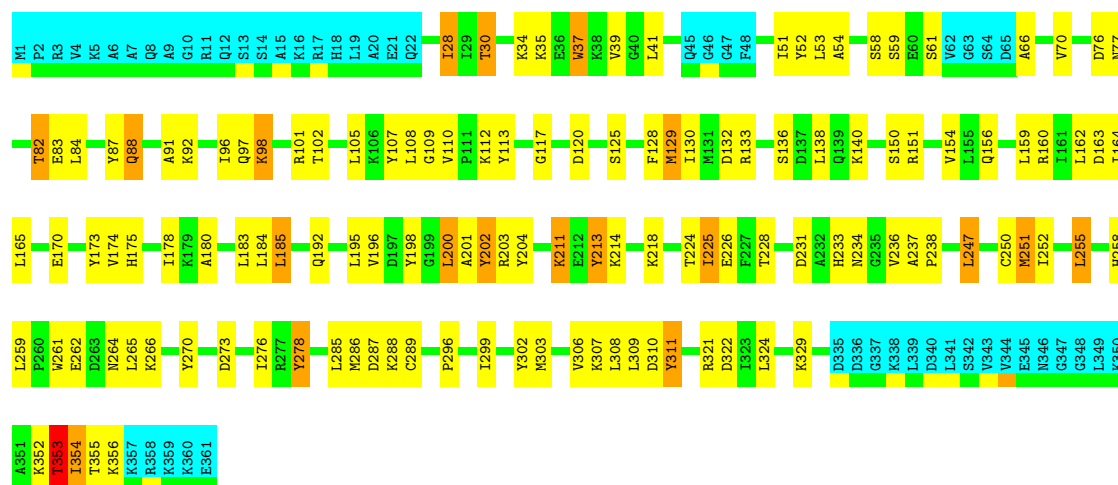 M1 P2 R3 V4 K5 A6 A7 Q8 A9 G10 R11 Q12 S13 S14 A15 K16 R17 H18 L19 A20 E21 Q22 I28 I29 T30 K34 K35 E36 W37 K38 V39 G40 L41 Q45 G46 G47 F48 I51 Y52 L53 A54 S58 S59 E60 S61 V62 G63 S64 D65 A66 V70 D76 N77
T82 E83 L84 Y87 Q88 A91 K92 I96 Q97 K98 R101 T102 L105 K106 Y107 L108 G109 V110 P111 K112 Y113 G117 D120 S125 F128 M129 I130 M131 D132 R133 S136 D137 L138 Q139 K140 S150 R151 V154 L155 Q156 L159 R160 I161 L162 D163 I164
L165 E170 Y173 V174 H175 I178 K179 A180 L183 L184 L185 Q192 L195 V196 D197 Y198 G199 L200 A201 Y202 R203 Y204 K211 E212 Y213 K214 K218 T224 I225 E226 F227 T228 D231 A232 H233 N234 G235 V236 A237 P238 L247 C250 M251 I252 L255 H258
L259 P260 W261 E262 D263 N264 L265 K266 Y270 D273 I276 R277 Y278 L285 M286 D287 K288 C289 P296 I299 Y302 M303 V306 K307 L308 L309 D310 Y311 R321 D322 I323 L324 K329 D335 D336 G337 K338 L339 D340 L341 S342 V343 V344 E345 N346 G347 G348 L349 K350
A351 K352 T353 I354 T355 K356 K357 R358 K359 K360 E361